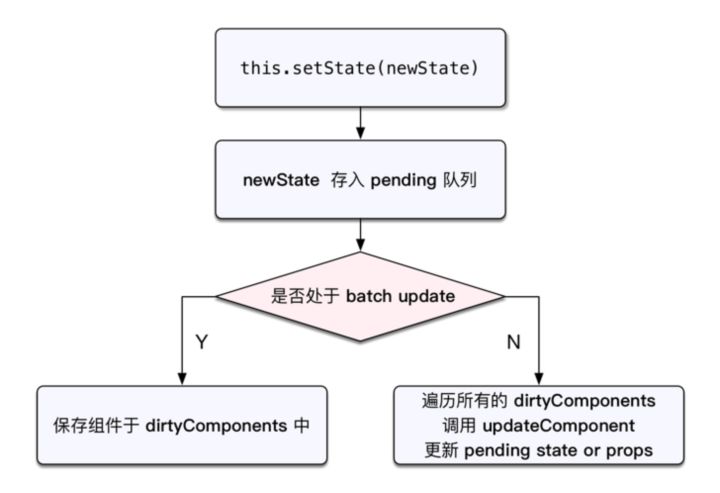 this.setState(newState)
newState 存入 pending 队列
是否处于 batch update
Y
N
保存组件于 dirtyComponents 中
遍历所有的 dirtyComponents
调用 updateComponent
更新 pending state or props